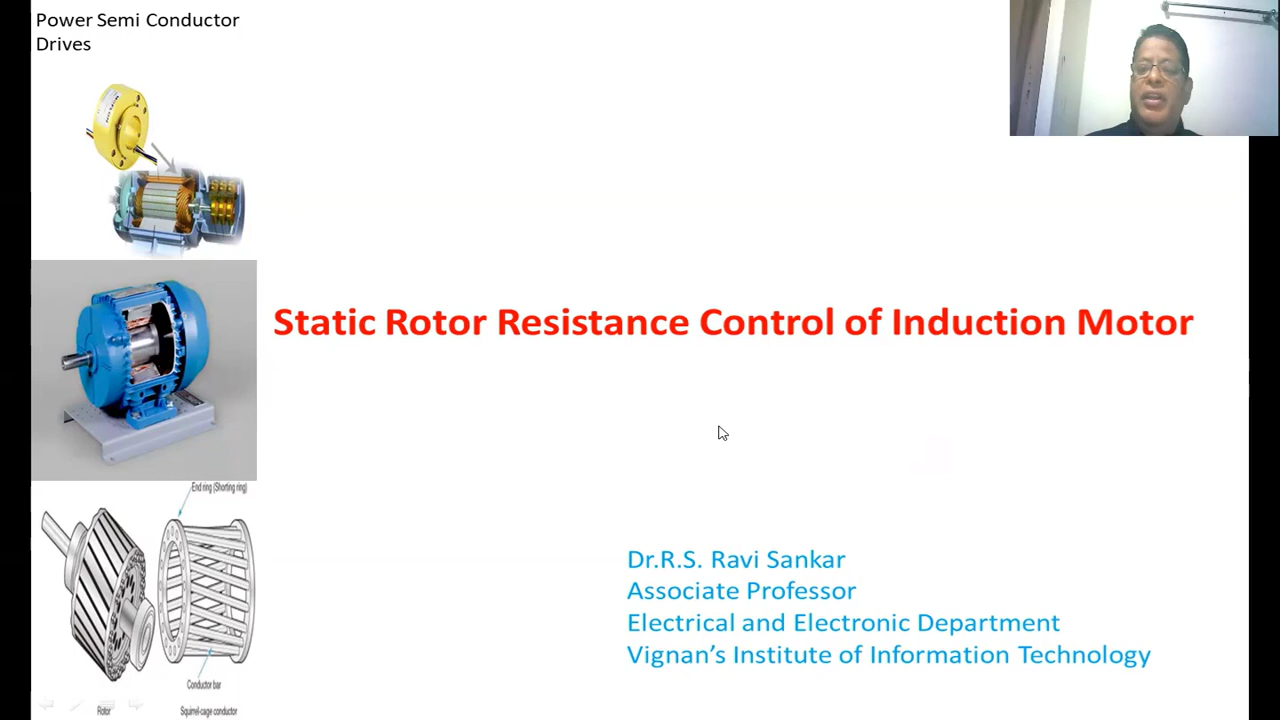 Power Semi Conductor
Drives
Static Rotor Resistance Control of Induction Motor
End ring (Shorting ring)
Conductor bar
Rotor
Squirrel-cage conductor
Dr.R.S. Ravi Sankar
Associate Professor
Electrical and Electronic Department
Vignan’s Institute of Information Technology